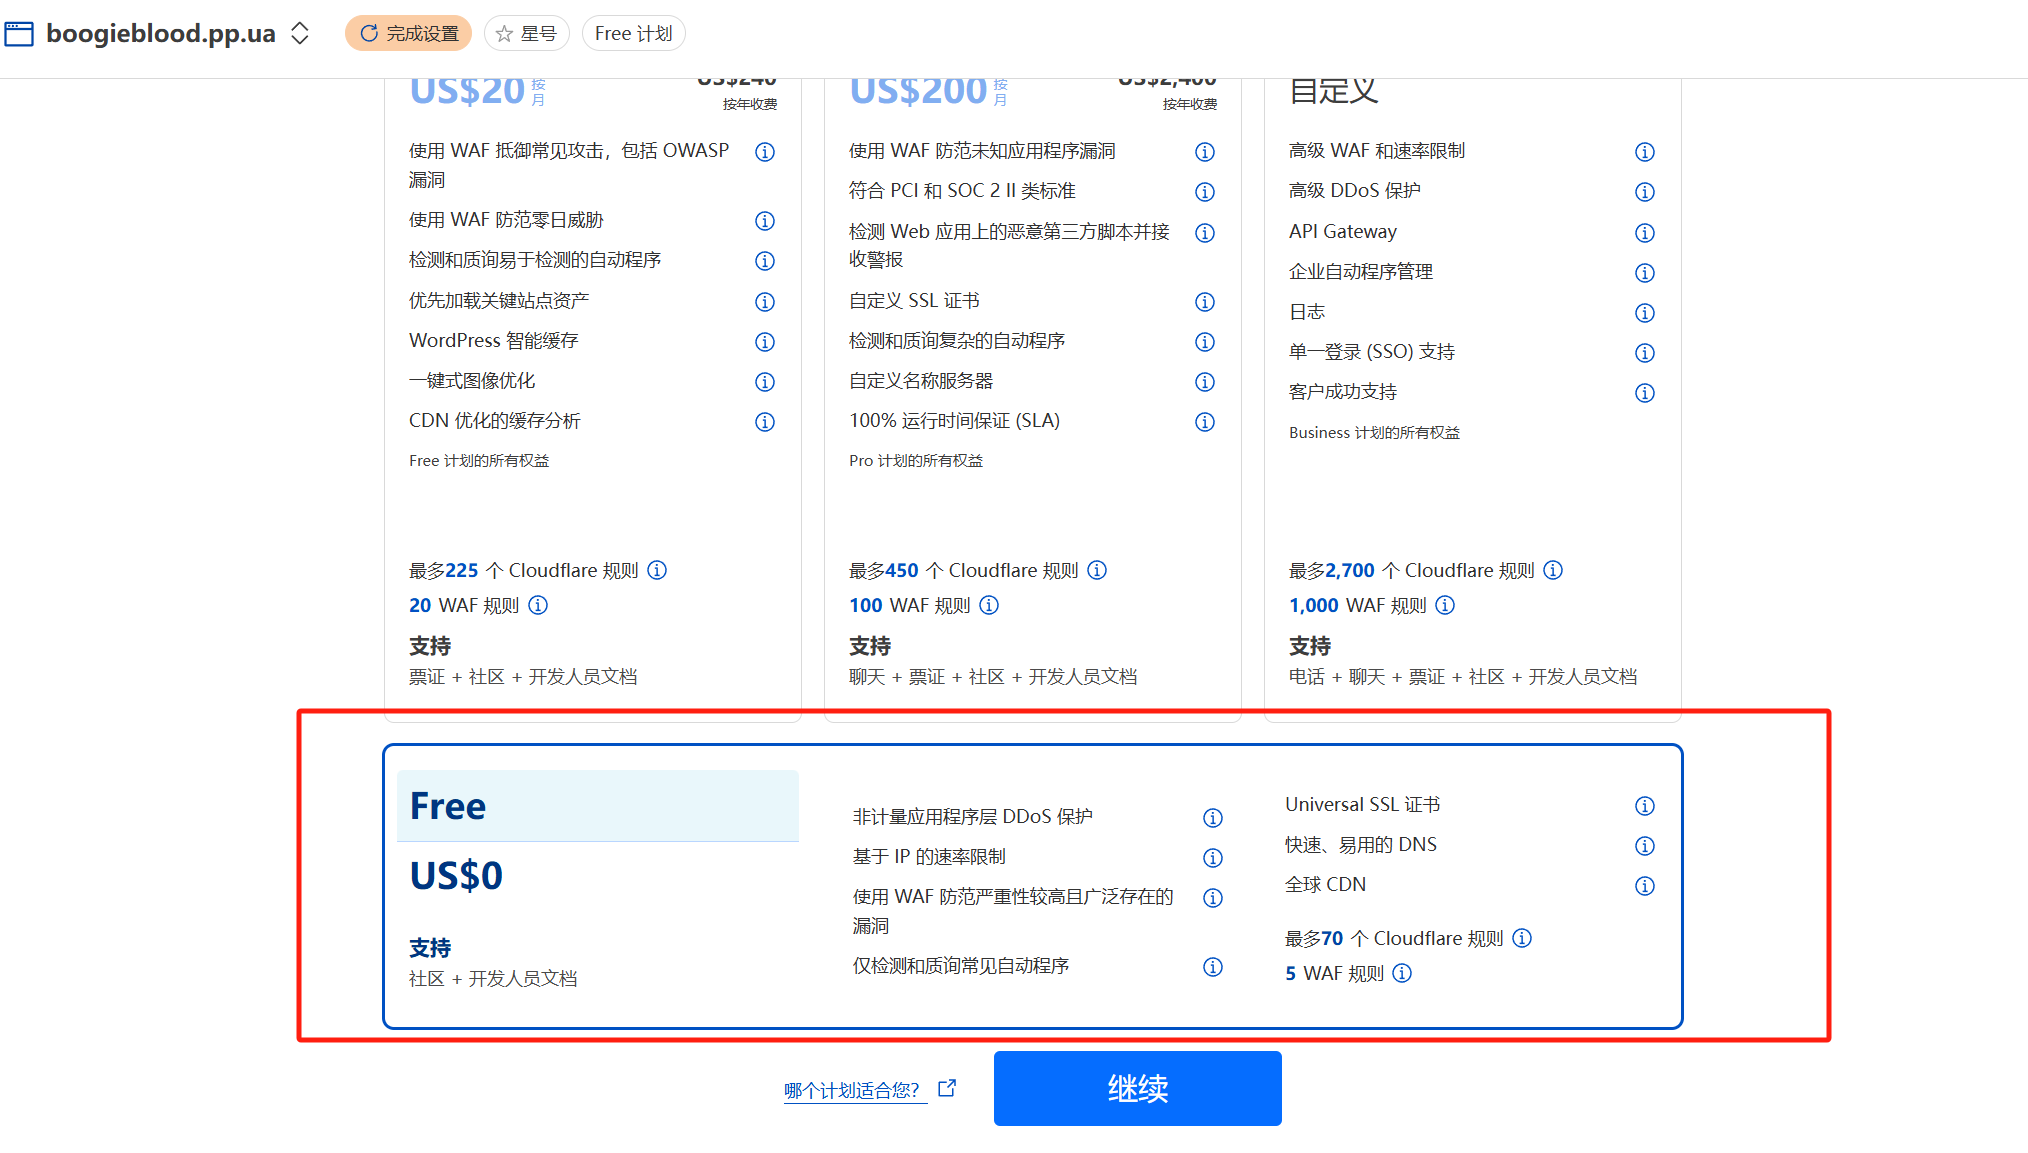 boogieblood.pp.ua
完成设置
星号
Free 计划
US$20 按月
US$240
按年收费
使用 WAF 抵御常见攻击，包括 OWASP
漏洞
使用 WAF 防范零日威胁
检测和质询易于检测的自动程序
优先加载关键站点资产
WordPress 智能缓存
一键式图像优化
CDN 优化的缓存分析
Free 计划的所有权益
最多225 个 Cloudflare 规则
20 WAF 规则
支持
票证 + 社区 + 开发人员文档
US$200 按月
US$2,400
按年收费
使用 WAF 防范未知应用程序漏洞
符合 PCI 和 SOC 2 II 类标准
检测 Web 应用上的恶意第三方脚本并接
收警报
自定义 SSL 证书
检测和质询复杂的自动程序
自定义名称服务器
100% 运行时间保证 (SLA)
Pro 计划的所有权益
最多450 个 Cloudflare 规则
100 WAF 规则
支持
聊天 + 票证 + 社区 + 开发人员文档
自定义
高级 WAF 和速率限制
高级 DDoS 保护
API Gateway
企业自动程序管理
日志
单一登录 (SSO) 支持
客户成功支持
Business 计划的所有权益
最多2,700 个 Cloudflare 规则
1,000 WAF 规则
支持
电话 + 聊天 + 票证 + 社区 + 开发人员文档
Free
US$0
支持
社区 + 开发人员文档
非计量应用程序层 DDoS 保护
基于 IP 的速率限制
使用 WAF 防范严重性较高且广泛存在的
漏洞
仅检测和质询常见自动程序
Universal SSL 证书
快速、易用的 DNS
全球 CDN
最多70 个 Cloudflare 规则
5 WAF 规则
哪个计划适合您？
继续